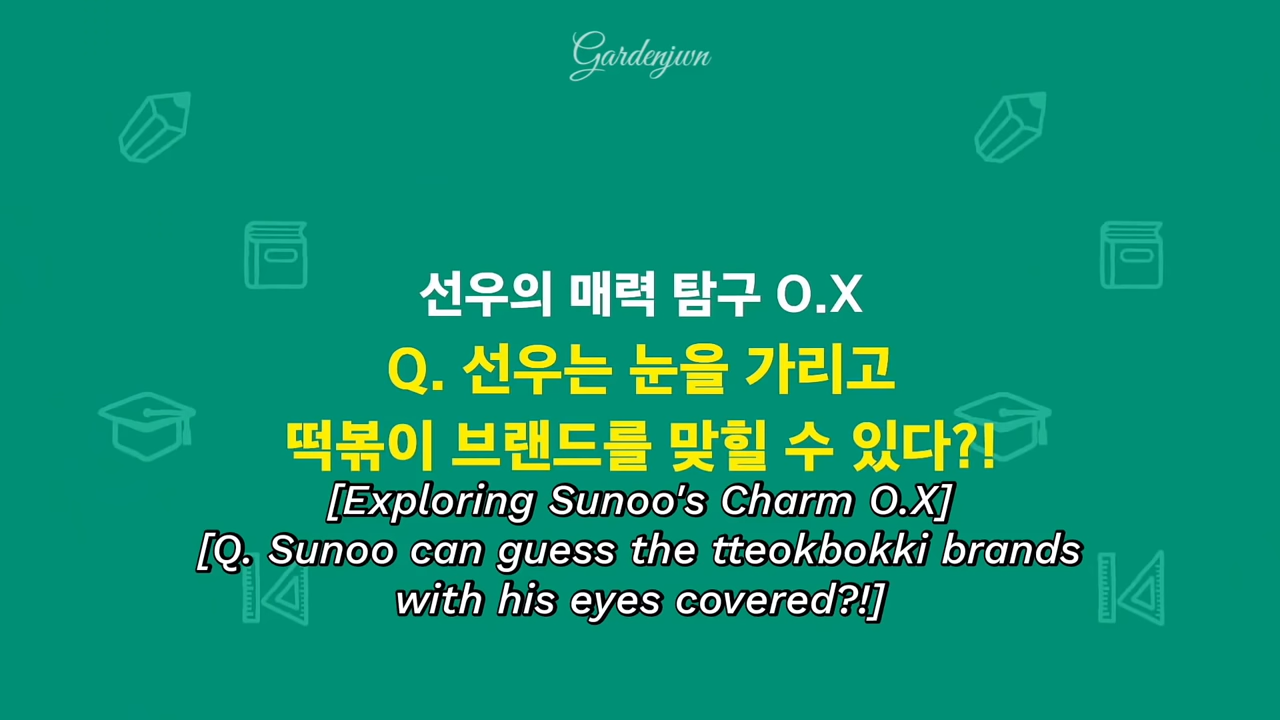 Gardenjwn
선우의 매력 탐구 O.X
Q. 선우는 눈을 가리고
떡볶이 브랜드를 맞힐 수 있다?!
[Exploring Sunoo's Charm O.X]
[Q. Sunoo can guess the tteokbokki brands
with his eyes covered?!]